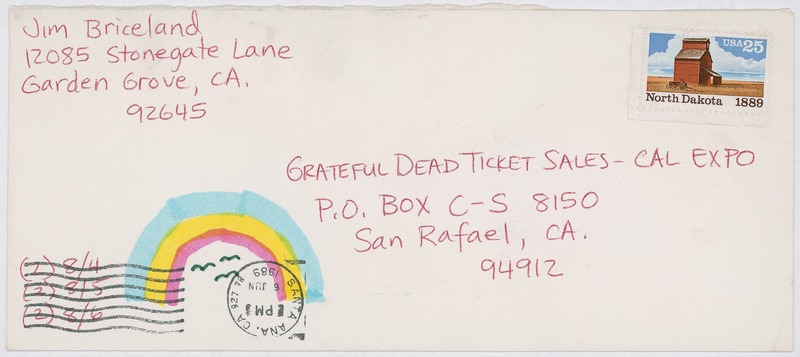 Jim Briceland
12085 Stonegate Lane
Garden Grove, CA.
92645
USA 25
North Dakota 1889
GRATEFUL DEAD TICKET SALES - CAL EXPO
P.O. BOX C-S 8150
San Rafael, CA.
94912
(2) 8/4
(2) 8/5
(2) 8/6
SANTA ANA, CA 927
PM
6 JUN
1989